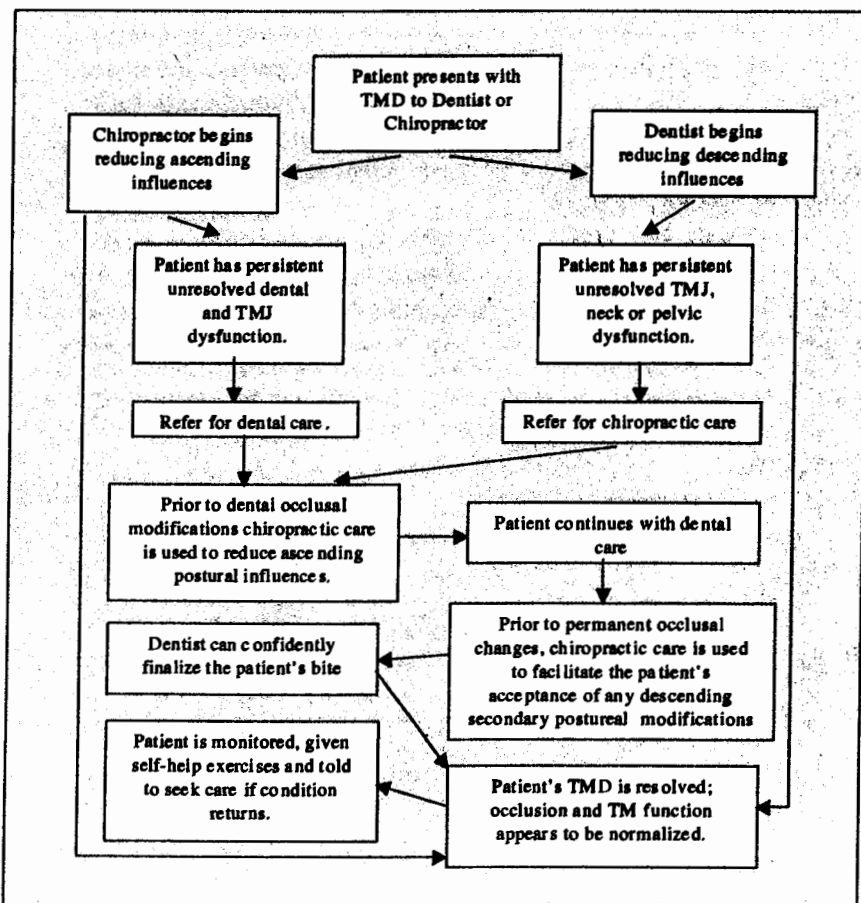 Patient presents with
TMD to Dentist or
Chiropractor
Chiropractor begins
reducing ascending
influences
Dentist begins
reducing descending
influences
Patient has persistent
unresolved dental
and TMJ
dysfunction.
Patient has persistent
unresolved TMJ,
neck or pelvic
dysfunction.
Refer for dental care.
Refer for chiropractic care
Prior to dental occlusal
modifications chiropractic care
is used to reduce ascending
postural influences.
Patient continues with dental
care
Prior to permanent occlusal
changes, chiropractic care is used
to facilitate the patient's
acceptance of any descending
secondary postureal modifications
Dentist can confidently
finalize the patient's bite
Patient is monitored, given
self-help exercises and told
to seek care if condition
returns.
Patient's TMD is resolved;
occlusion and TM function
appears to be normalized.